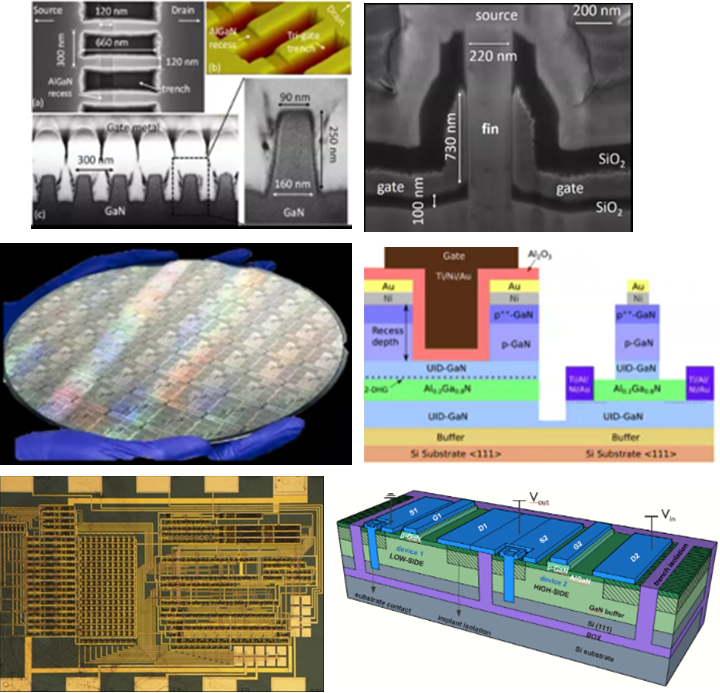 Source
120 nm
Drain
300 nm
660 nm
120 nm
AlGaN
recess
trench
(a)
AlGaN
recess
Tri-gate
trench
Drain
(b)
Gate metal
300 nm
(c)
GaN
90 nm
250 nm
160 nm
GaN
source
200 nm
220 nm
730 nm
fin
SiO2
gate
gate
100 nm
SiO2
Gate
Al2O3
Ti/Ni/Au
Au
Ni
p++-GaN
Recess
depth
p-GaN
UID-GaN
2-DHG
Al0.2Ga0.8N
UID-GaN
Buffer
Si Substrate <111>
Au
Ni
p++-GaN
p-GaN
UID-GaN
Ti/Al/
Ni/Au
Al0.2Ga0.8N
Ti/Al/
Ni/Au
UID-GaN
Buffer
Si Substrate <111>
Vout
Vin
S1
G1
D1
S2
G2
D2
p-GaN
p-GaN
AlGaN
device 1
LOW-SIDE
device 2
HIGH-SIDE
trench isolation
GaN buffer
Si (111)
BOX
Si substrate
substrate contact
implant isolation